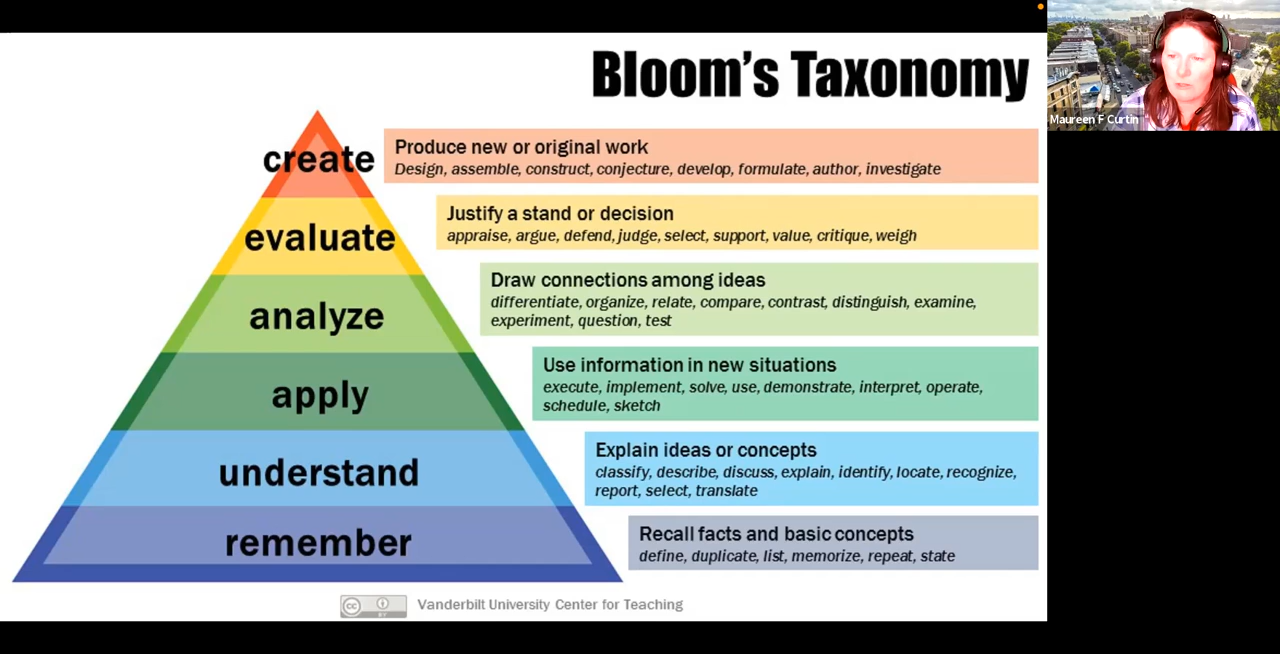 Bloom's Taxonomy
Maureen F Curtin
create
Produce new or original work
Design, assemble, construct, conjecture, develop, formulate, author, investigate
evaluate
Justify a stand or decision
appraise, argue, defend, judge, select, support, value, critique, weigh
analyze
Draw connections among ideas
differentiate, organize, relate, compare, contrast, distinguish, examine,
experiment, question, test
apply
Use information in new situations
execute, implement, solve, use, demonstrate, interpret, operate,
schedule, sketch
understand
Explain ideas or concepts
classify, describe, discuss, explain, identify, locate, recognize,
report, select, translate
remember
Recall facts and basic concepts
define, duplicate, list, memorize, repeat, state
cc BY
Vanderbilt University Center for Teaching